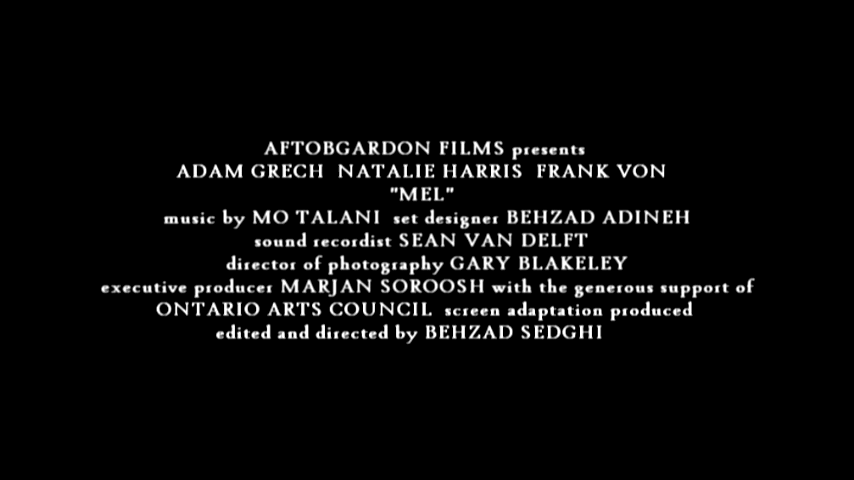 AFTOBGARDON FILMS presents
ADAM GRECH NATALIE HARRIS FRANK VON
"MEL"
music by MO TALANI set designer BEHZAD ADINEH
sound recordist SEAN VAN DELFT
director of photography GARY BLAKELEY
executive producer MARJAN SOROOSH with the generous support of
ONTARIO ARTS COUNCIL screen adaptation produced
edited and directed by BEHZAD SEDGHI